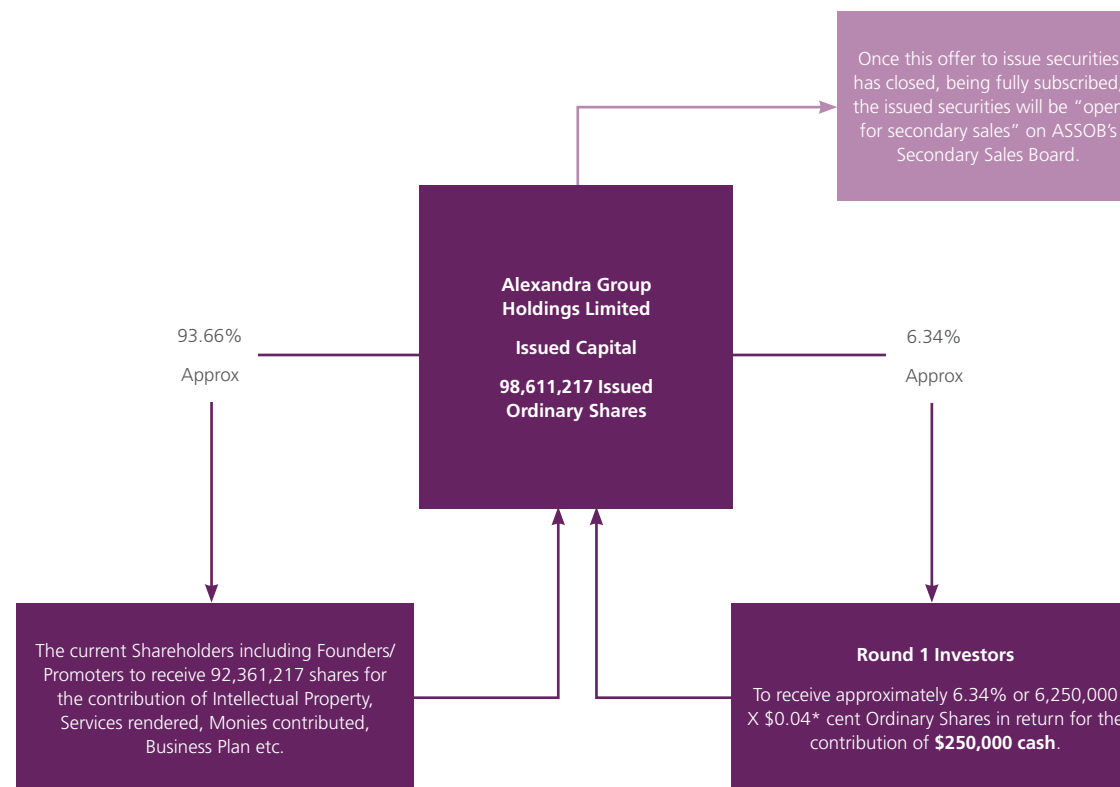 Once this offer to issue securities
has closed, being fully subscribed,
the issued securities will be “open
for secondary sales” on ASSOB’s
Secondary Sales Board.
Alexandra Group
Holdings Limited
Issued Capital
98,611,217 Issued
Ordinary Shares
93.66%
Approx
6.34%
Approx
The current Shareholders including Founders/
Promoters to receive 92,361,217 shares for
the contribution of Intellectual Property,
Services rendered, Monies contributed,
Business Plan etc.
Round 1 Investors
To receive approximately 6.34% or 6,250,000
X $0.04* cent Ordinary Shares in return for the
contribution of $250,000 cash.